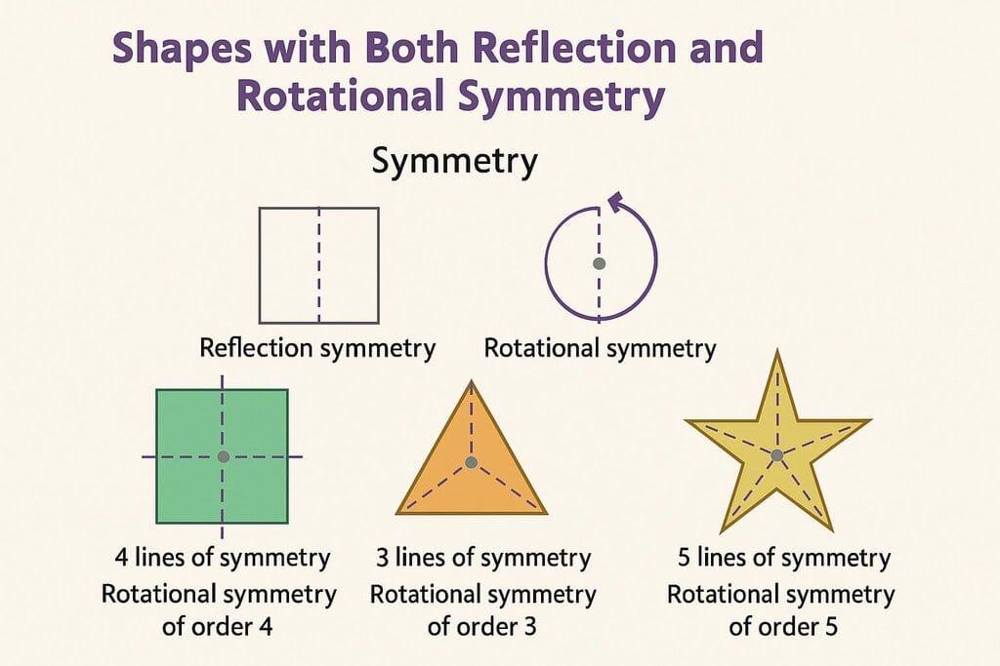 Shapes with Both Reflection and
Rotational Symmetry
Symmetry
Reflection symmetry
Rotational symmetry
4 lines of symmetry
Rotational symmetry
of order 4
3 lines of symmetry
Rotational symmetry
of order 3
5 lines of symmetry
Rotational symmetry
of order 5